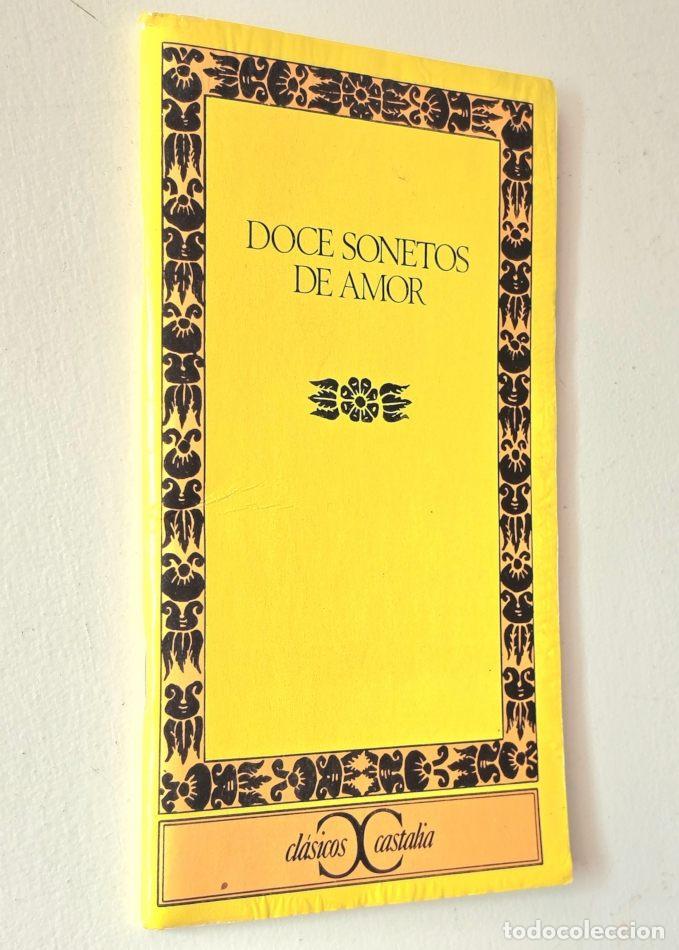 DOCE SONETOS
DE AMOR
clásicos castalia
todocoleccion